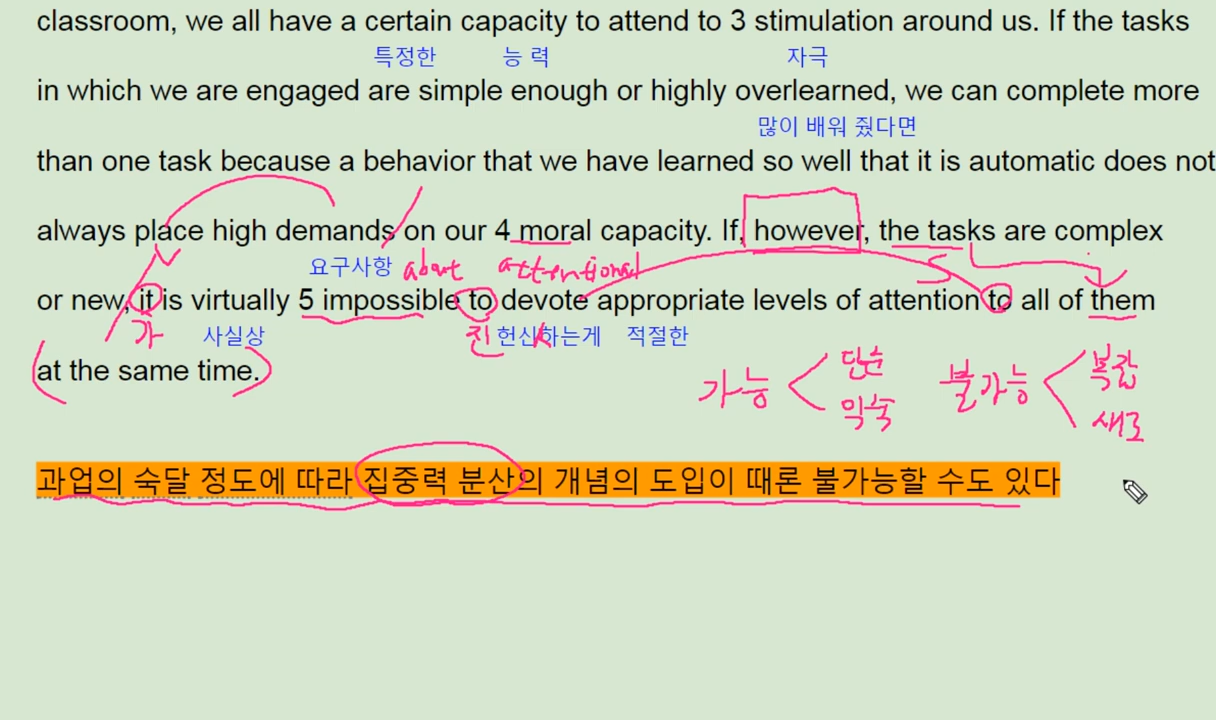 classroom, we all have a certain capacity to attend to 3 stimulation around us. If the tasks
특정한 능 력 자극
in which we are engaged are simple enough or highly overlearned, we can complete more
많이 배워 줬다면
than one task because a behavior that we have learned so well that it is automatic does not
always place high demands on our 4 moral capacity. If, however, the tasks are complex
요구사항 about attentional
or new, it is virtually 5 impossible to devote appropriate levels of attention to all of them
가 사실상 진 헌신하는게 적절한
at the same time.
가능 단순 불가능 복잡
익숙 새로
과업의 숙달 정도에 따라 집중력 분산의 개념의 도입이 때론 불가능할 수도 있다